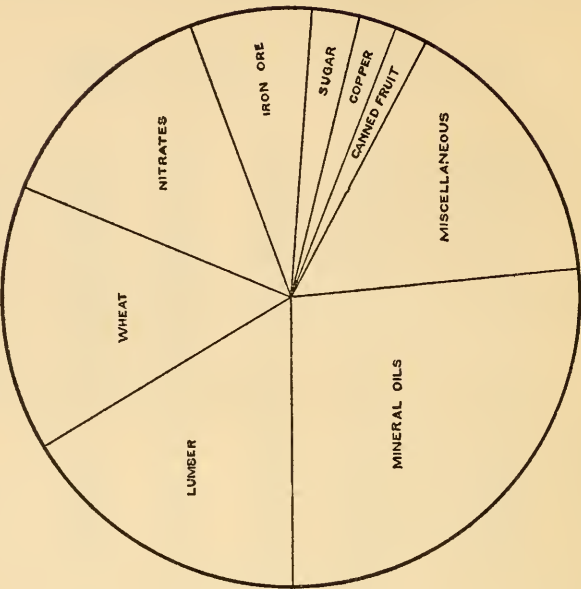 MINERAL OILS
LUMBER
WHEAT
NITRATES
IRON ORE
SUGAR
COPPER
CANNED FRUIT
MISCELLANEOUS